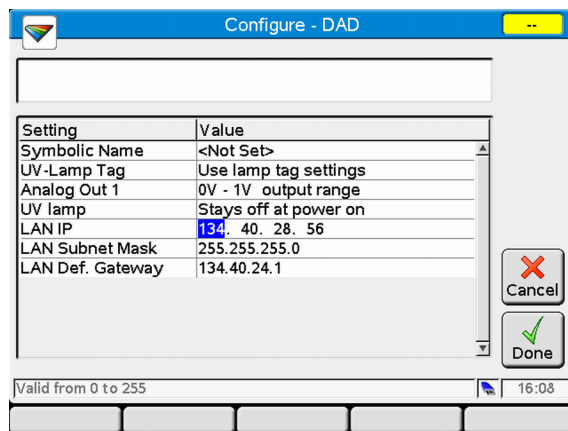 Configure - DAD
--
Setting Value
Symbolic Name <Not Set>
UV-Lamp Tag Use lamp tag settings
Analog Out 1 0V - 1V output range
UV lamp Stays off at power on
LAN IP 134. 40. 28. 56
LAN Subnet Mask 255.255.255.0
LAN Def. Gateway 134.40.24.1
Cancel
Done
Valid from 0 to 255 16:08